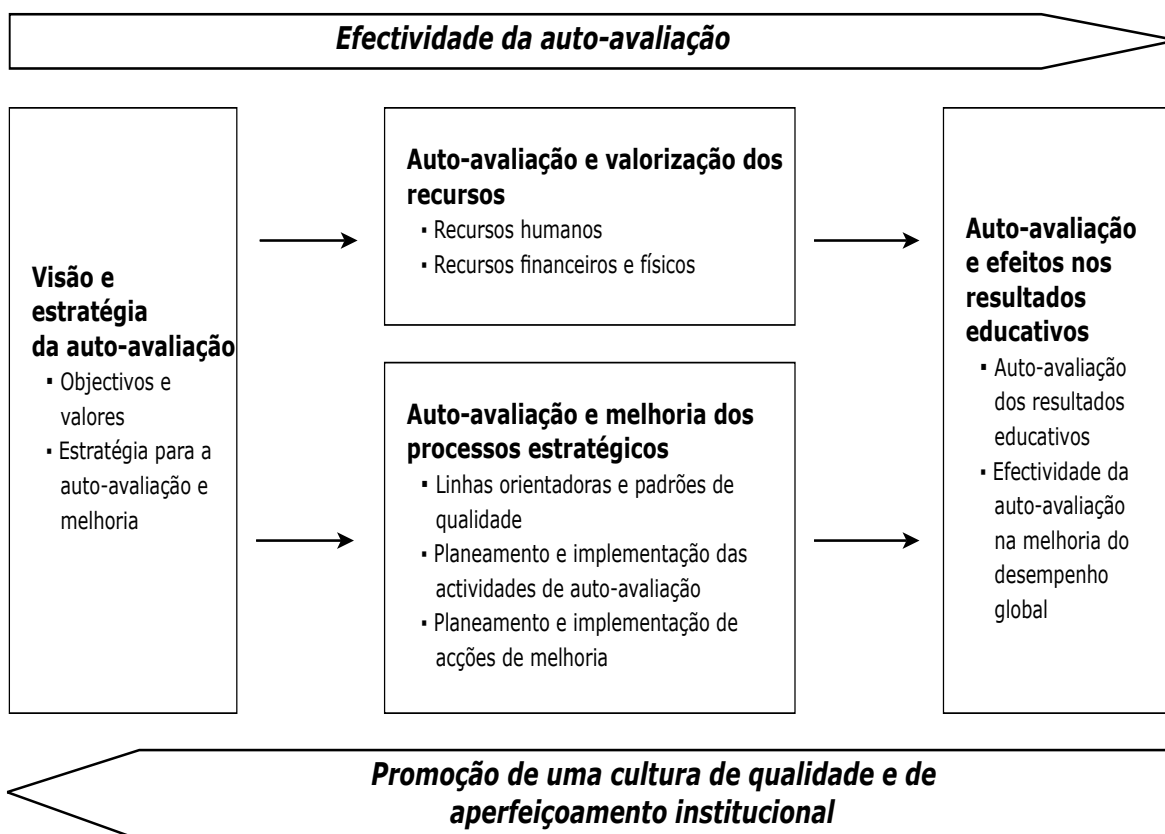 Efectividade da auto-avaliação
Visão e
estratégia
da auto-avaliação
▪ Objectivos e
valores
▪ Estratégia para a
auto-avaliação e
melhoria
Auto-avaliação e valorização dos
recursos
▪ Recursos humanos
▪ Recursos financeiros e físicos
Auto-avaliação e melhoria dos
processos estratégicos
▪ Linhas orientadoras e padrões de
qualidade
▪ Planeamento e implementação das
actividades de auto-avaliação
▪ Planeamento e implementação de
acções de melhoria
Auto-avaliação
e efeitos nos
resultados
educativos
▪ Auto-avaliação
dos resultados
educativos
▪ Efectividade da
auto-avaliação
na melhoria do
desempenho
global
Promoção de uma cultura de qualidade e de
aperfeiçoamento institucional